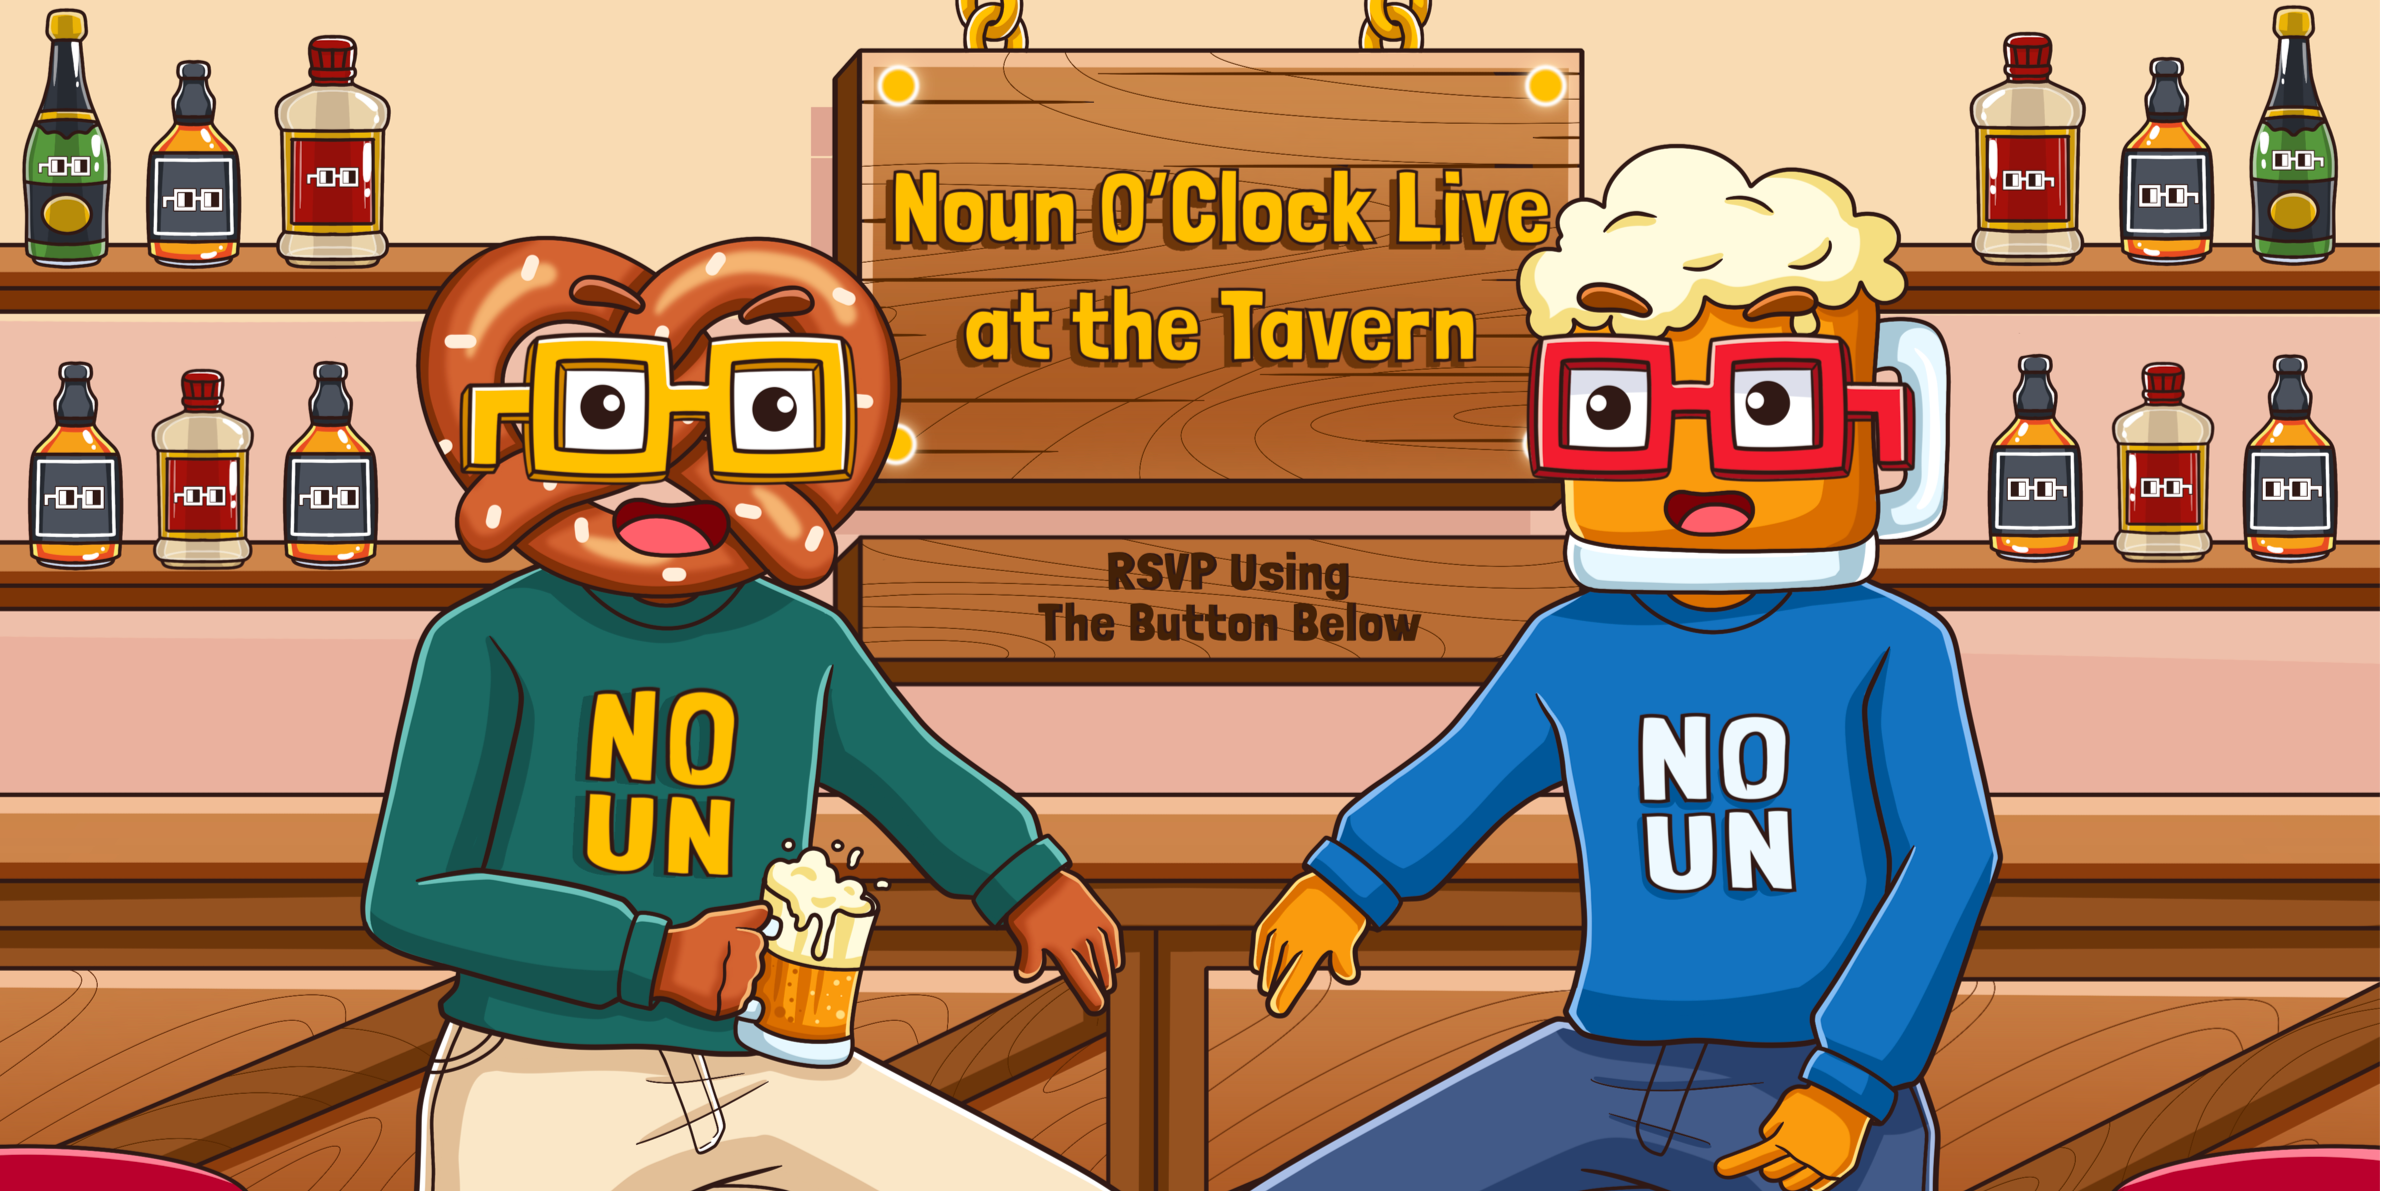 Noun O'Clock Live
at the Tavern
RSVP Using
The Button Below
NO
UN
NO
UN